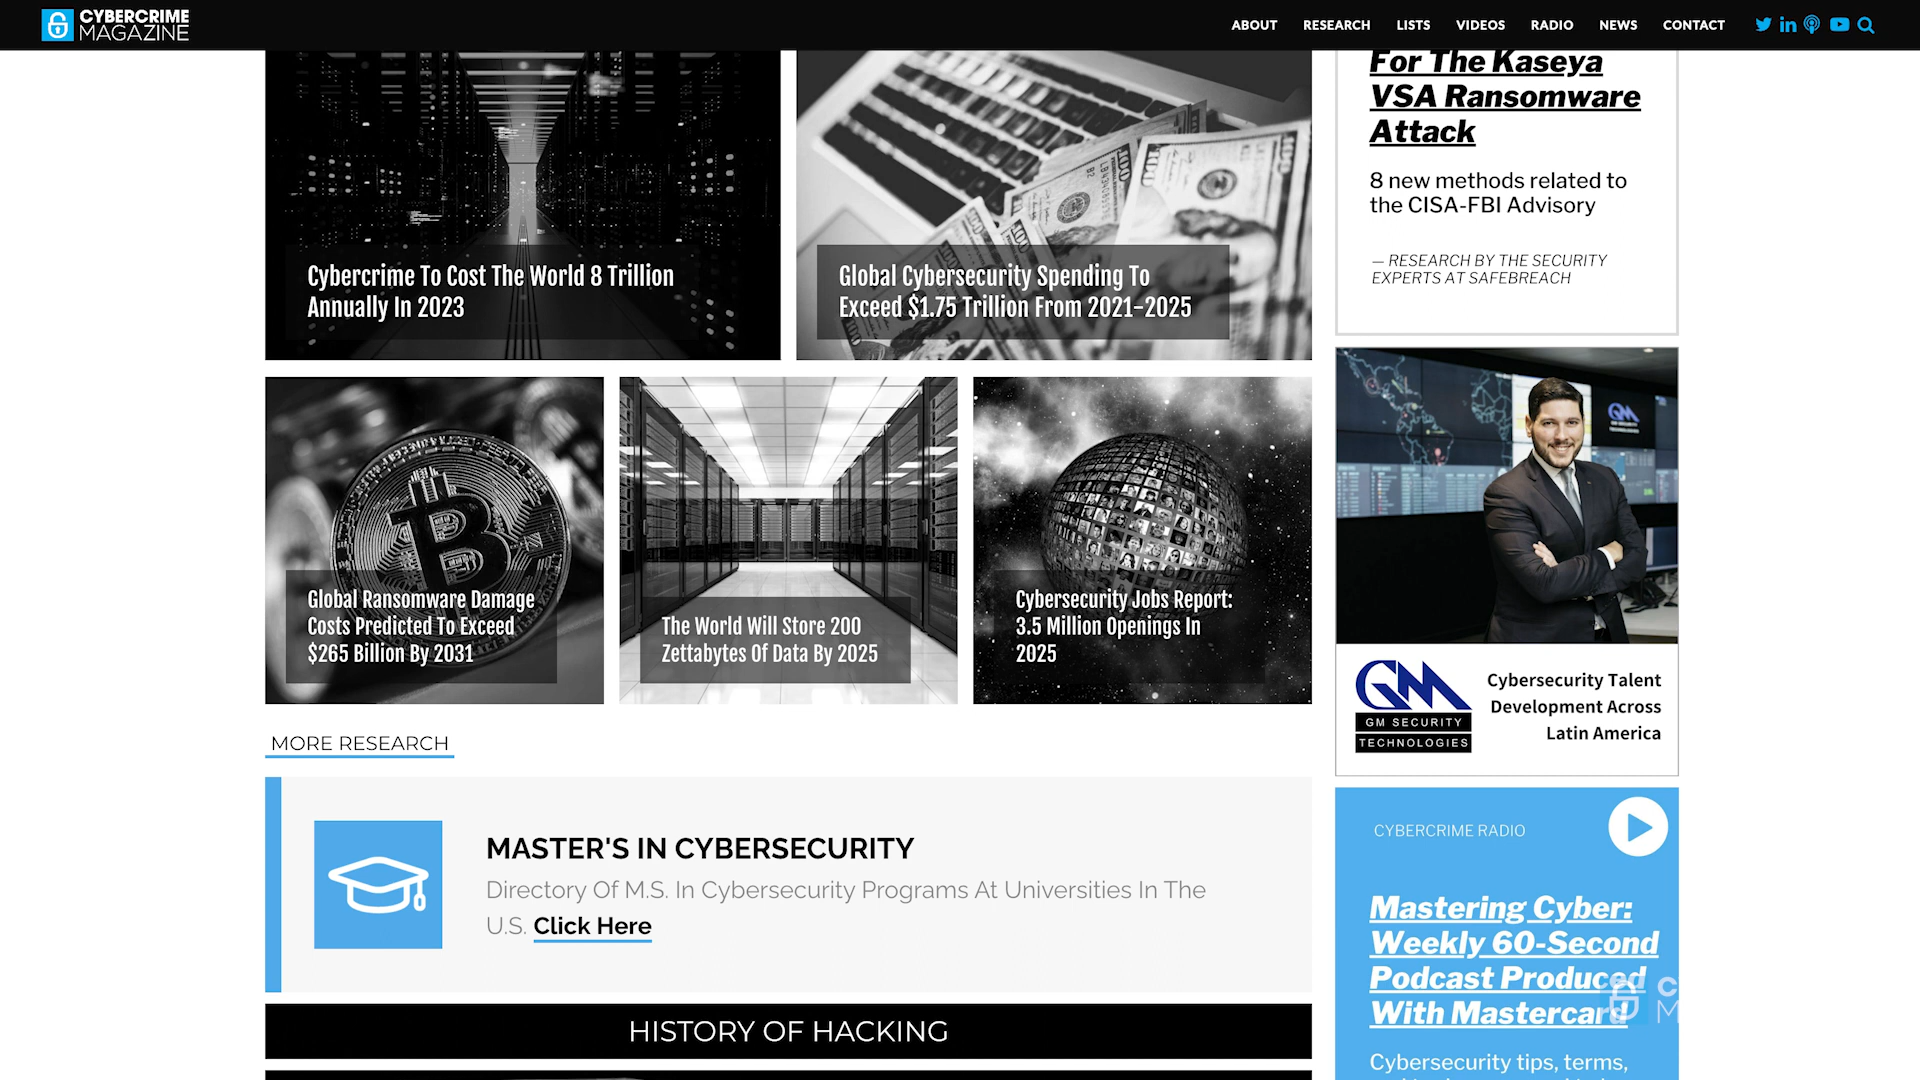 CYBERCRIME
MAGAZINE
ABOUT
RESEARCH
LISTS
VIDEOS
RADIO
NEWS
CONTACT
Cybercrime To Cost The World 8 Trillion
Annually In 2023
Global Cybersecurity Spending To
Exceed $1.75 Trillion From 2021-2025
Global Ransomware Damage
Costs Predicted To Exceed
$265 Billion By 2031
The World Will Store 200
Zettabytes Of Data By 2025
Cybersecurity Jobs Report:
3.5 Million Openings In
2025
MORE RESEARCH
MASTER'S IN CYBERSECURITY
Directory Of M.S. In Cybersecurity Programs At Universities In The
U.S. Click Here
HISTORY OF HACKING
For The Kaseya
VSA Ransomware
Attack
8 new methods related to
the CISA-FBI Advisory
— RESEARCH BY THE SECURITY
EXPERTS AT SAFEBREACH
GM
GM SECURITY
TECHNOLOGIES
Cybersecurity Talent
Development Across
Latin America
CYBERCRIME RADIO
Mastering Cyber:
Weekly 60-Second
Podcast Produced
With Mastercard
Cybersecurity tips, terms,